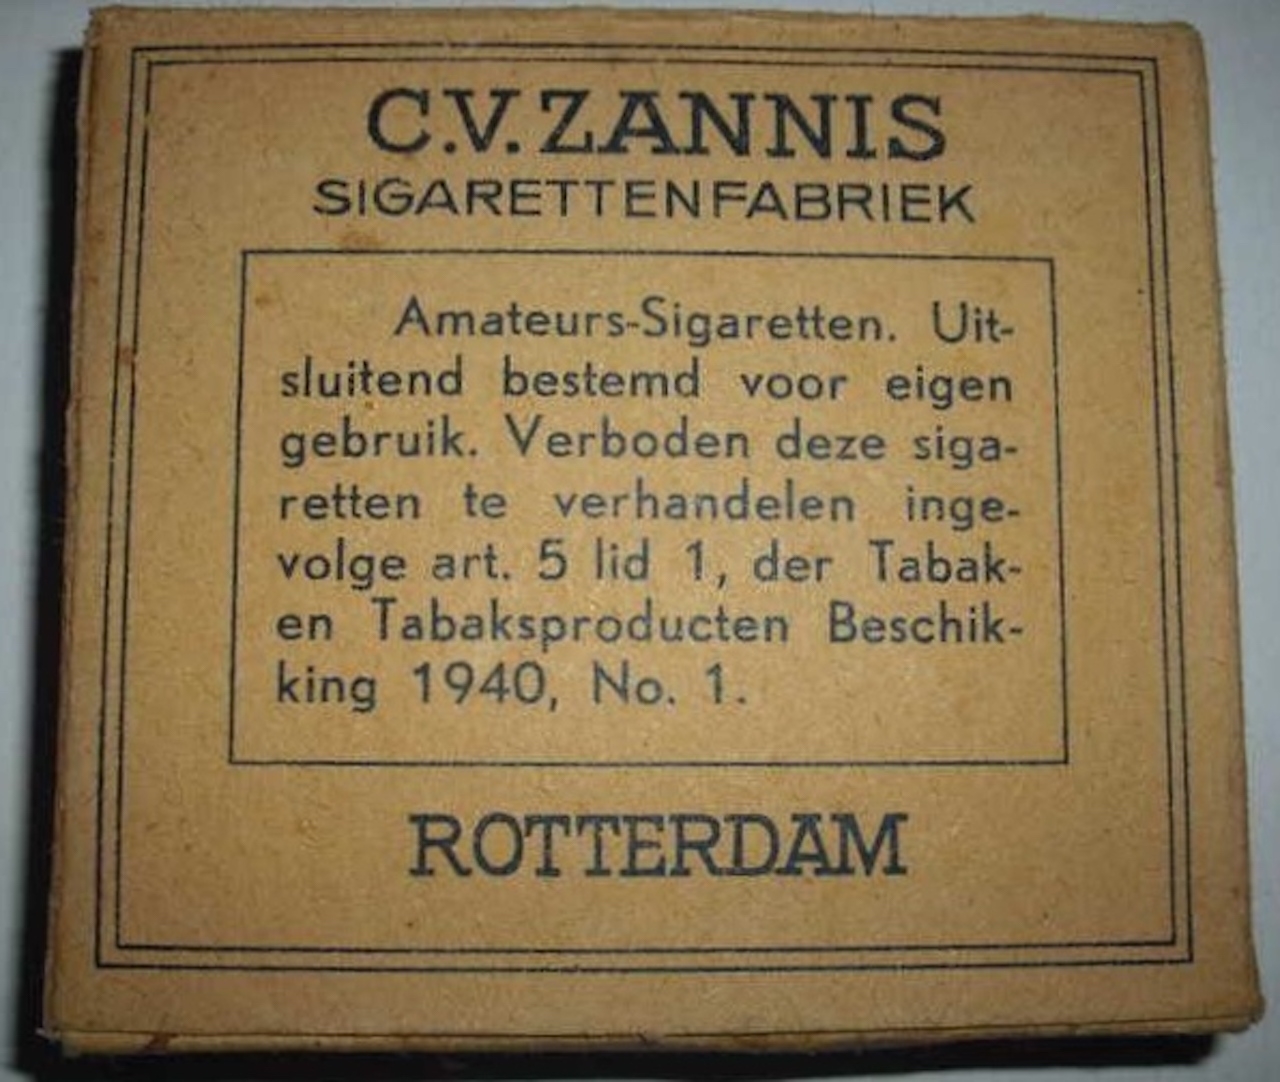 C.V. ZANNIS
SIGARETTENFABRIEK
Amateurs-Sigaretten. Uit-
sluitend bestemd voor eigen
gebruik. Verboden deze siga-
retten te verhandelen inge-
volge art. 5 lid 1, der Tabak-
en Tabaksproducten Beschik-
king 1940, No. 1.
ROTTERDAM